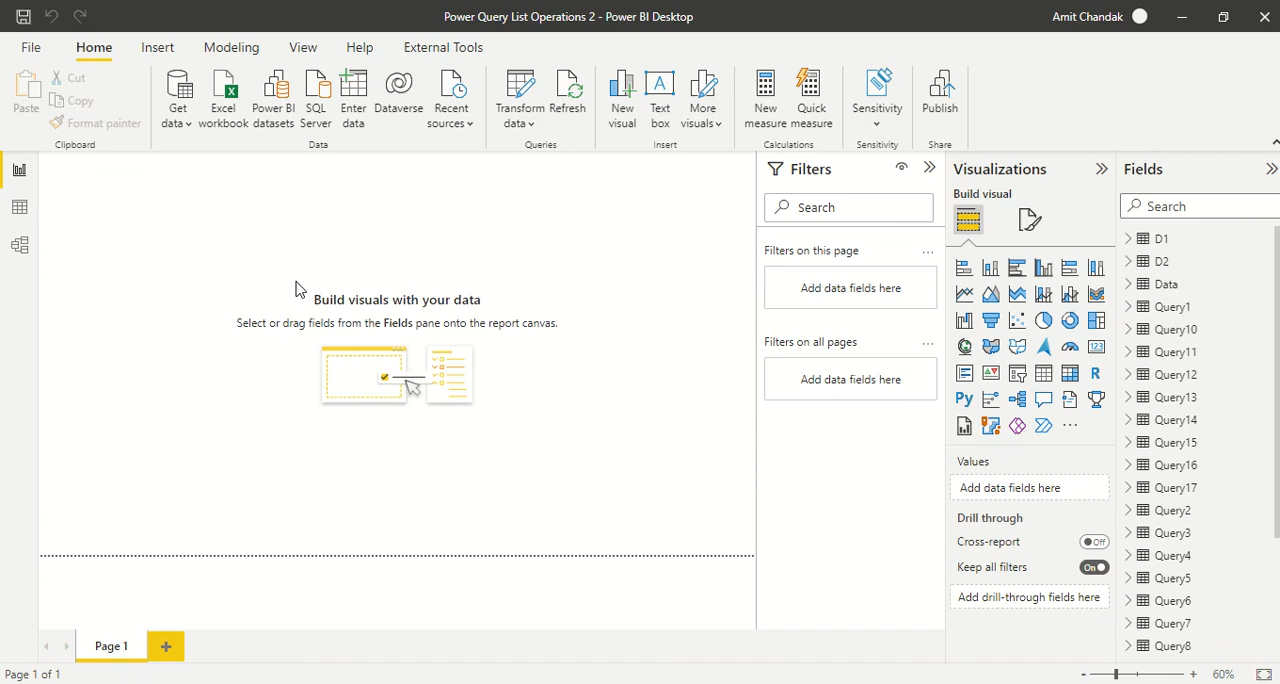 Power Query List Operations 2 - Power BI Desktop
Amit Chandak
File Home Insert Modeling View Help External Tools
Paste
Cut
Copy
Format painter
Clipboard
Get data
Excel workbook
Power BI datasets
SQL Server
Enter data
Dataverse
Recent sources
Data
Transform data
Refresh
Queries
New visual
Text box
More visuals
Insert
New measure
Quick measure
Calculations
Sensitivity
Sensitivity
Publish
Share
Build visuals with your data
Select or drag fields from the Fields pane onto the report canvas.
Filters
Search
Filters on this page
...
Add data fields here
Filters on all pages
...
Add data fields here
Visualizations
Build visual
R
Py
123
...
Values
Add data fields here
Drill through
Cross-report
Off
Keep all filters
On
Add drill-through fields here
Fields
Search
D1
D2
Data
Query1
Query10
Query11
Query12
Query13
Query14
Query15
Query16
Query17
Query2
Query3
Query4
Query5
Query6
Query7
Query8
Page 1
+
Page 1 of 1
- + 60%